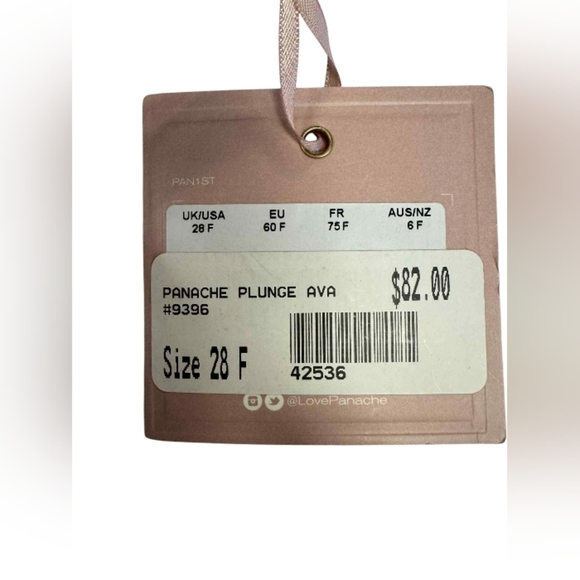 PAN1ST
UK/USA EU FR AUS/NZ
28 F 60 F 75 F 6 F
PANACHE PLUNGE AVA $82.00
#9396
Size 28 F
42536
@LovePanache